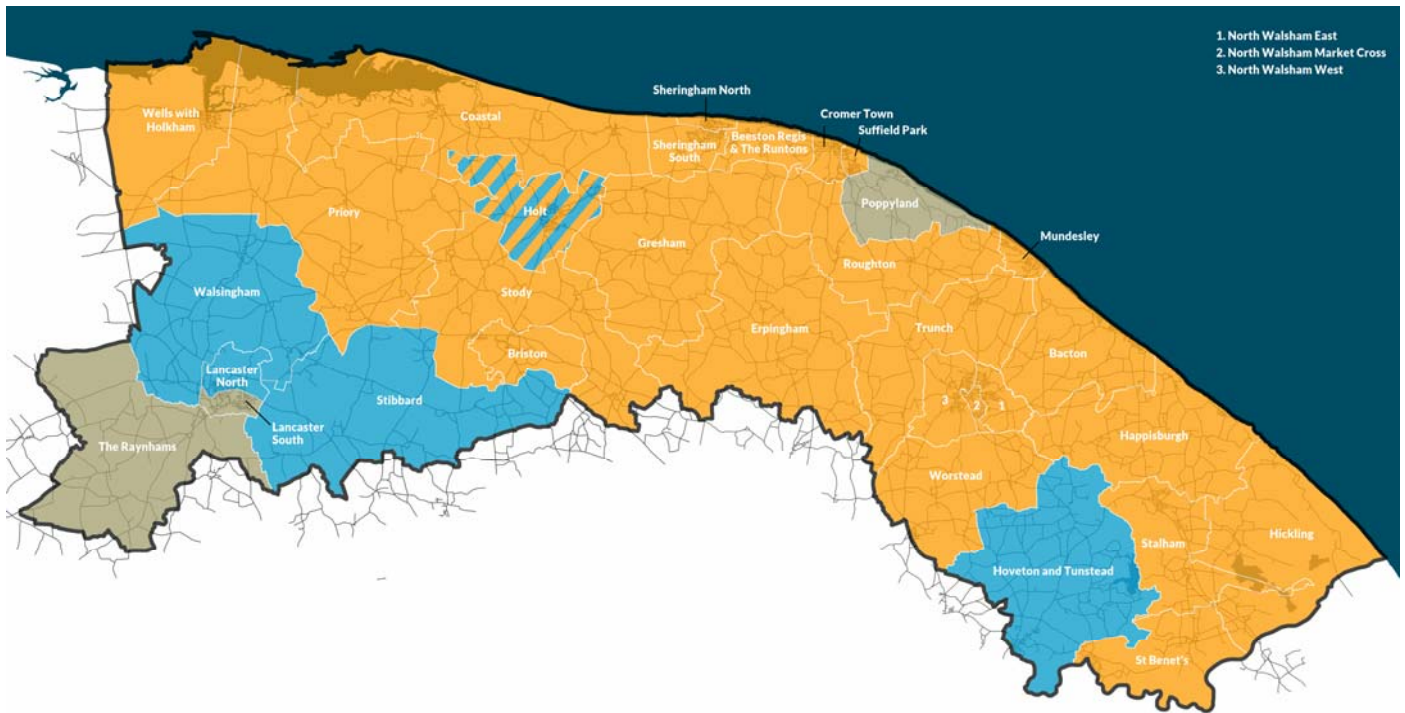 1. North Walsham East
2. North Walsham Market Cross
3. North Walsham West
Sheringham North
Cromer Town
Suffield Park
Wells with
Holkham
Coastal
Sheringham
South
Beeston Regis
& The Runtons
Poppyland
Priory
Holt
Gresham
Mundesley
Roughton
Walsingham
Stody
Erpingham
Trunch
Briston
Bacton
Lancaster
North
Stibbard
3
2
1
Lancaster
South
The Raynhams
Happisburgh
Worstead
Hickling
Stalham
Hoveton and Tunstead
St Benet's